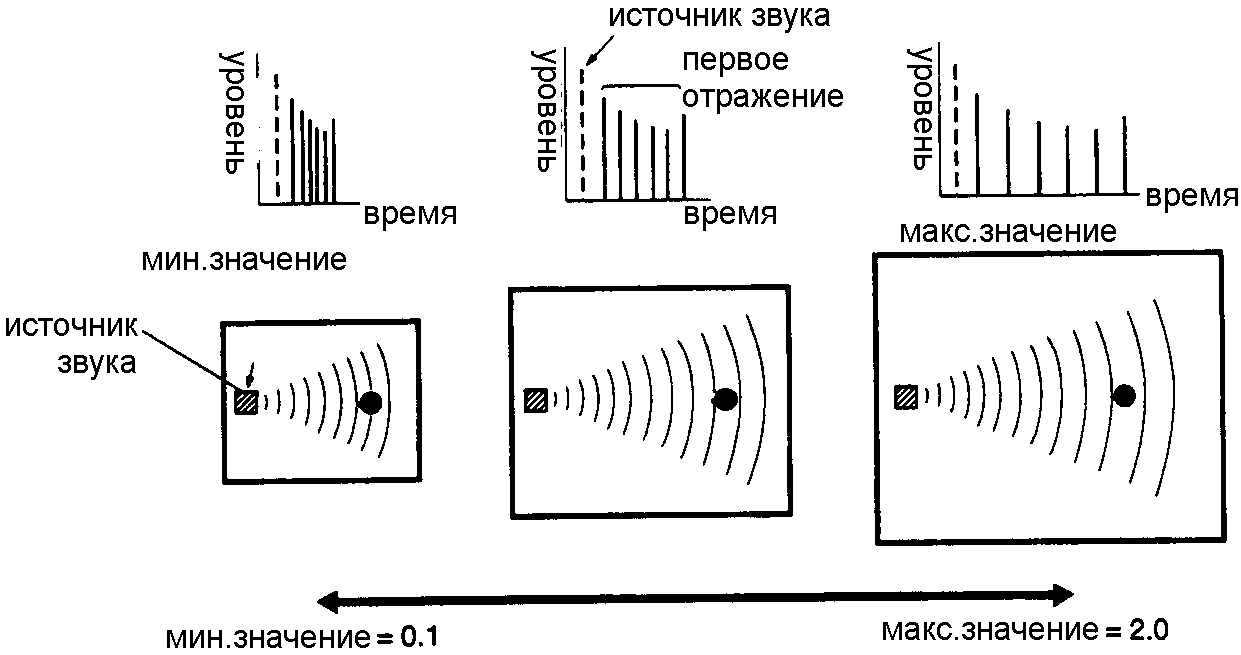 источник звука
уровень
уровень
первое
отражение
уровень
время
время
время
мин.значение
макс.значение
источник
звука
мин.значение = 0.1
макс.значение = 2.0